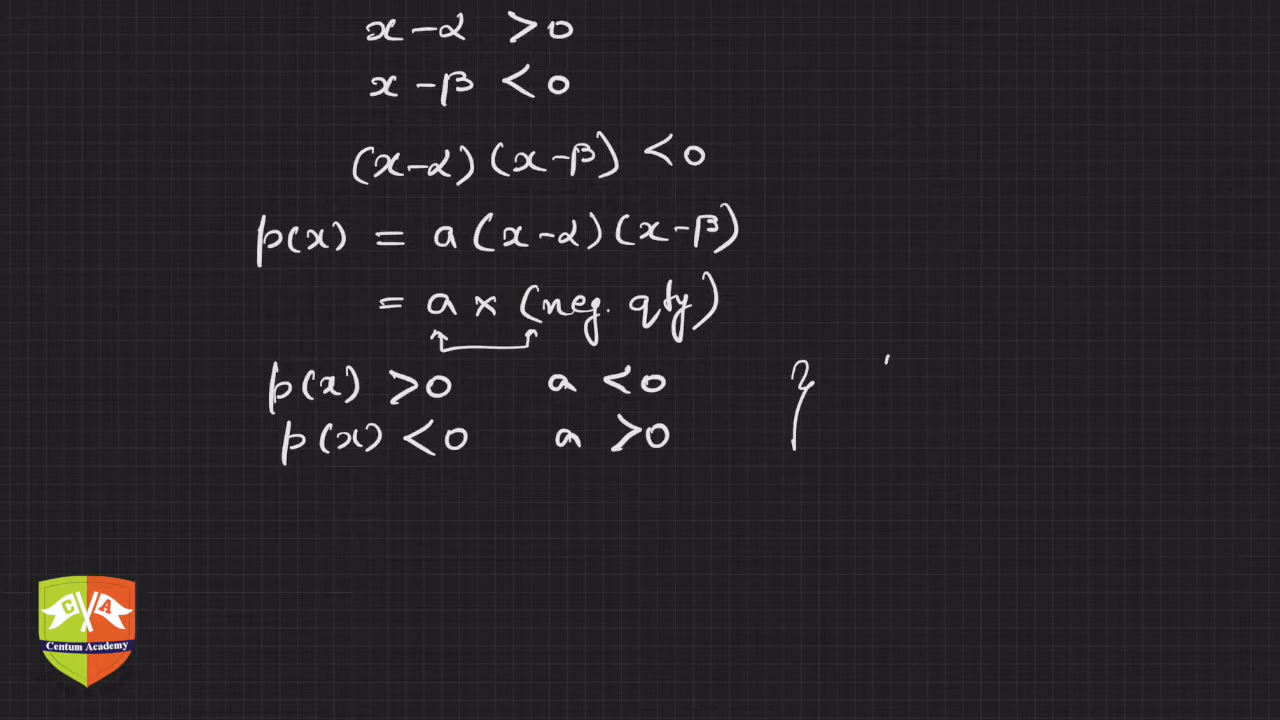 x - α > 0
x - β < 0
(x-α)(x-β) < 0
p(x) = a(x-α)(x-β)
= a × (neg. qty)
p(x) > 0 a < 0
p(x) < 0 a > 0
C A
Centum Academy